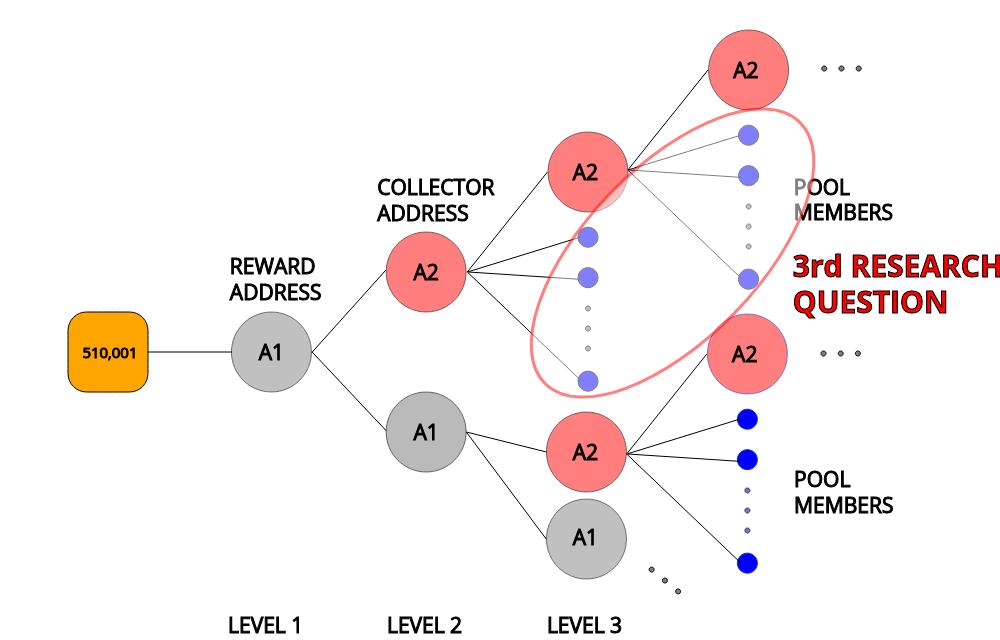 A2
A2
COLLECTOR
ADDRESS
POOL
MEMBERS
REWARD
ADDRESS
A2
3rd RESEARCH
QUESTION
510,001
A1
A2
A1
A2
A1
POOL
MEMBERS
LEVEL 1
LEVEL 2
LEVEL 3